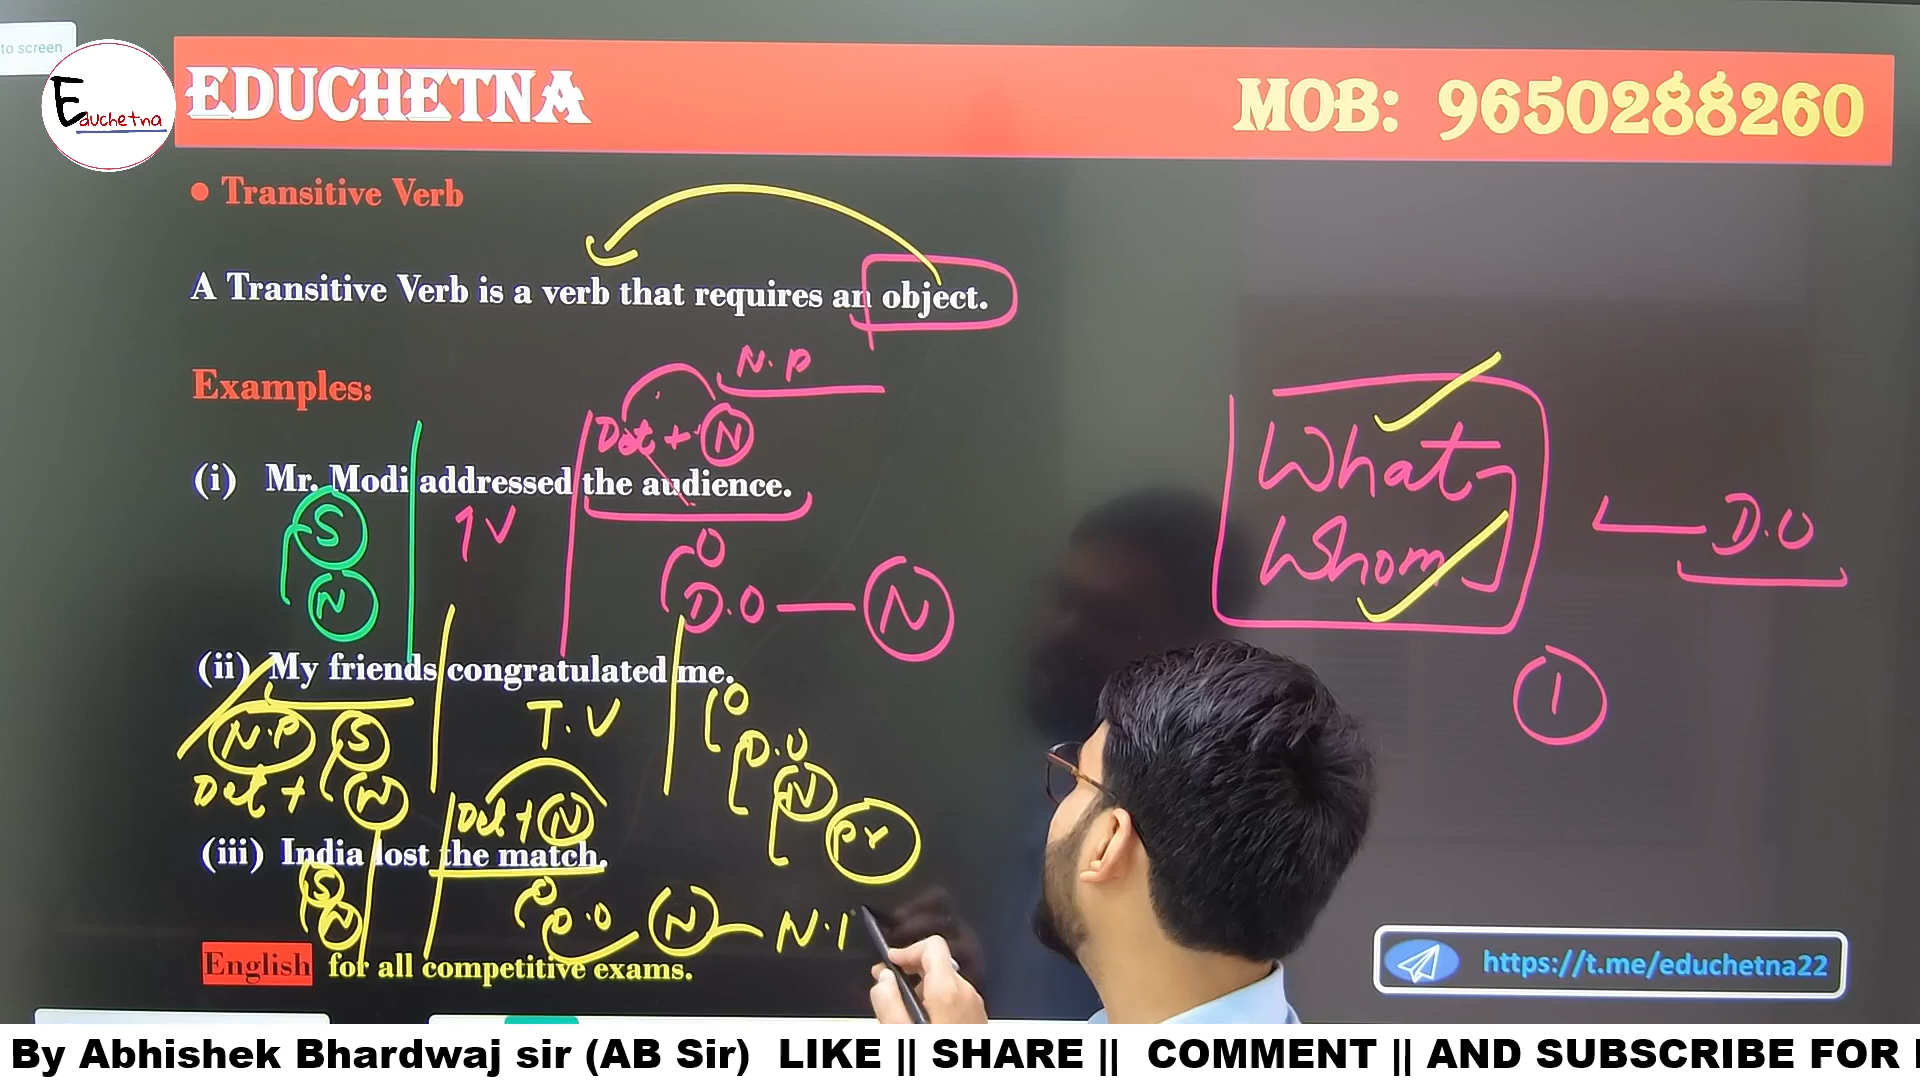 to screen
Educhetna
EDUCHETNA
MOB: 9650288260
• Transitive Verb
A Transitive Verb is a verb that requires an object.
N.P
Examples:
Det + N
What
Whom
D.O
1
(i) Mr. Modi addressed the audience.
S
N
TV
O
D.O — N
(ii) My friends congratulated me.
N.P S
Det + N
T.V
O
D.O
N
Pr
Det + N
(iii) India lost the match.
S
N
O
D.O N — N.
English for all competitive exams.
https://t.me/educhetna22
By Abhishek Bhardwaj sir (AB Sir) LIKE || SHARE || COMMENT || AND SUBSCRIBE FOR